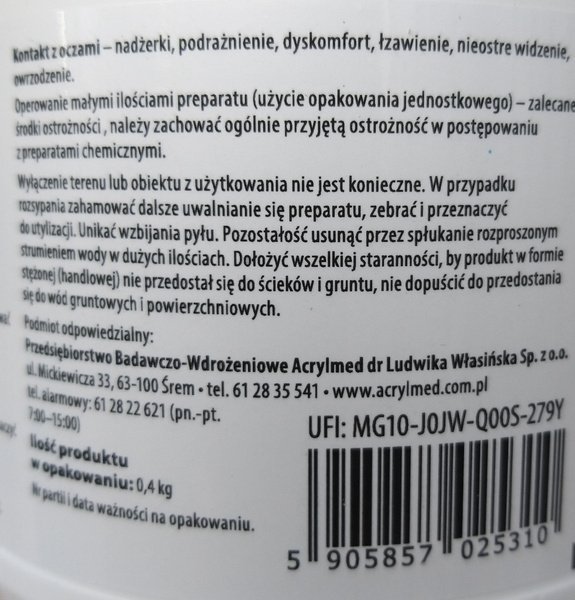 Kontakt z oczami – nadżerki, podrażnienie, dyskomfort, łzawienie, nieostre widzenie,
owrzodzenie.
Operowanie małymi ilościami preparatu (użycie opakowania jednostkowego) – zalecane
środki ostrożności , należy zachować ogólnie przyjętą ostrożność w postępowaniu
z preparatami chemicznymi.
Wyłączenie terenu lub obiektu z użytkowania nie jest konieczne. W przypadku
rozsypania zahamować dalsze uwalnianie się preparatu, zebrać i przeznaczyć
do utylizacji. Unikać wzbijania pyłu. Pozostałość usunąć przez spłukanie rozproszonym
strumieniem wody w dużych ilościach. Dołożyć wszelkiej staranności, by produkt w formie
stężonej (handlowej) nie przedostał się do ścieków i gruntu, nie dopuścić do przedostania
się do wód gruntowych i powierzchniowych.
Podmiot odpowiedzialny:
Przedsiębiorstwo Badawczo-Wdrożeniowe Acrylmed dr Ludwika Własińska Sp. z o.o.
ul. Mickiewicza 33, 63-100 Śrem • tel. 61 28 35 541 • www.acrylmed.com.pl
tel. alarmowy: 61 28 22 621 (pn.-pt.
7:00–15:00)
UFI: MG10-J0JW-Q00S-279Y
Ilość produktu
w opakowaniu: 0,4 kg
Nr partii i data ważności na opakowaniu.
5 905857 025310